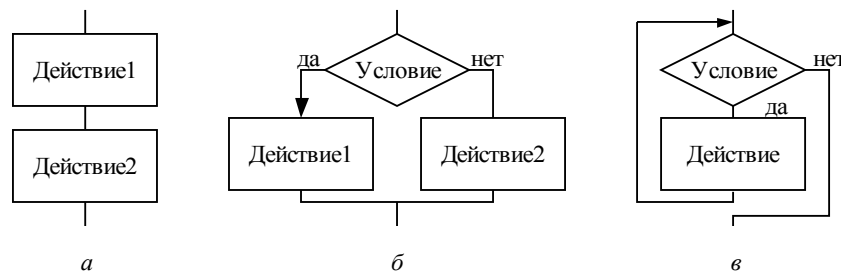 Действие1
Действие2
а
да
Условие
нет
Действие1
Действие2
б
Условие
нет
да
Действие
в